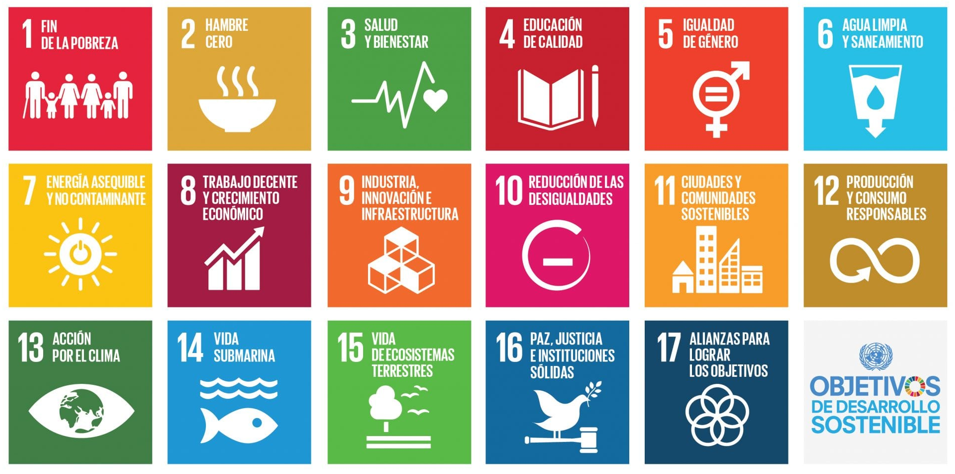 1 FIN
DE LA POBREZA
2 HAMBRE
CERO
3 SALUD
Y BIENESTAR
4 EDUCACIÓN
DE CALIDAD
5 IGUALDAD
DE GÉNERO
6 AGUA LIMPIA
Y SANEAMIENTO
7 ENERGÍA ASEQUIBLE
Y NO CONTAMINANTE
8 TRABAJO DECENTE
Y CRECIMIENTO
ECONÓMICO
9 INDUSTRIA,
INNOVACIÓN E
INFRAESTRUCTURA
10 REDUCCIÓN DE LAS
DESIGUALDADES
11 CIUDADES Y
COMUNIDADES
SOSTENIBLES
12 PRODUCCIÓN
Y CONSUMO
RESPONSABLES
13 ACCIÓN
POR EL CLIMA
14 VIDA
SUBMARINA
15 VIDA
DE ECOSISTEMAS
TERRESTRES
16 PAZ, JUSTICIA
E INSTITUCIONES
SÓLIDAS
17 ALIANZAS PARA
LOGRAR
LOS OBJETIVOS
OBJETIVOS
DE DESARROLLO
SOSTENIBLE